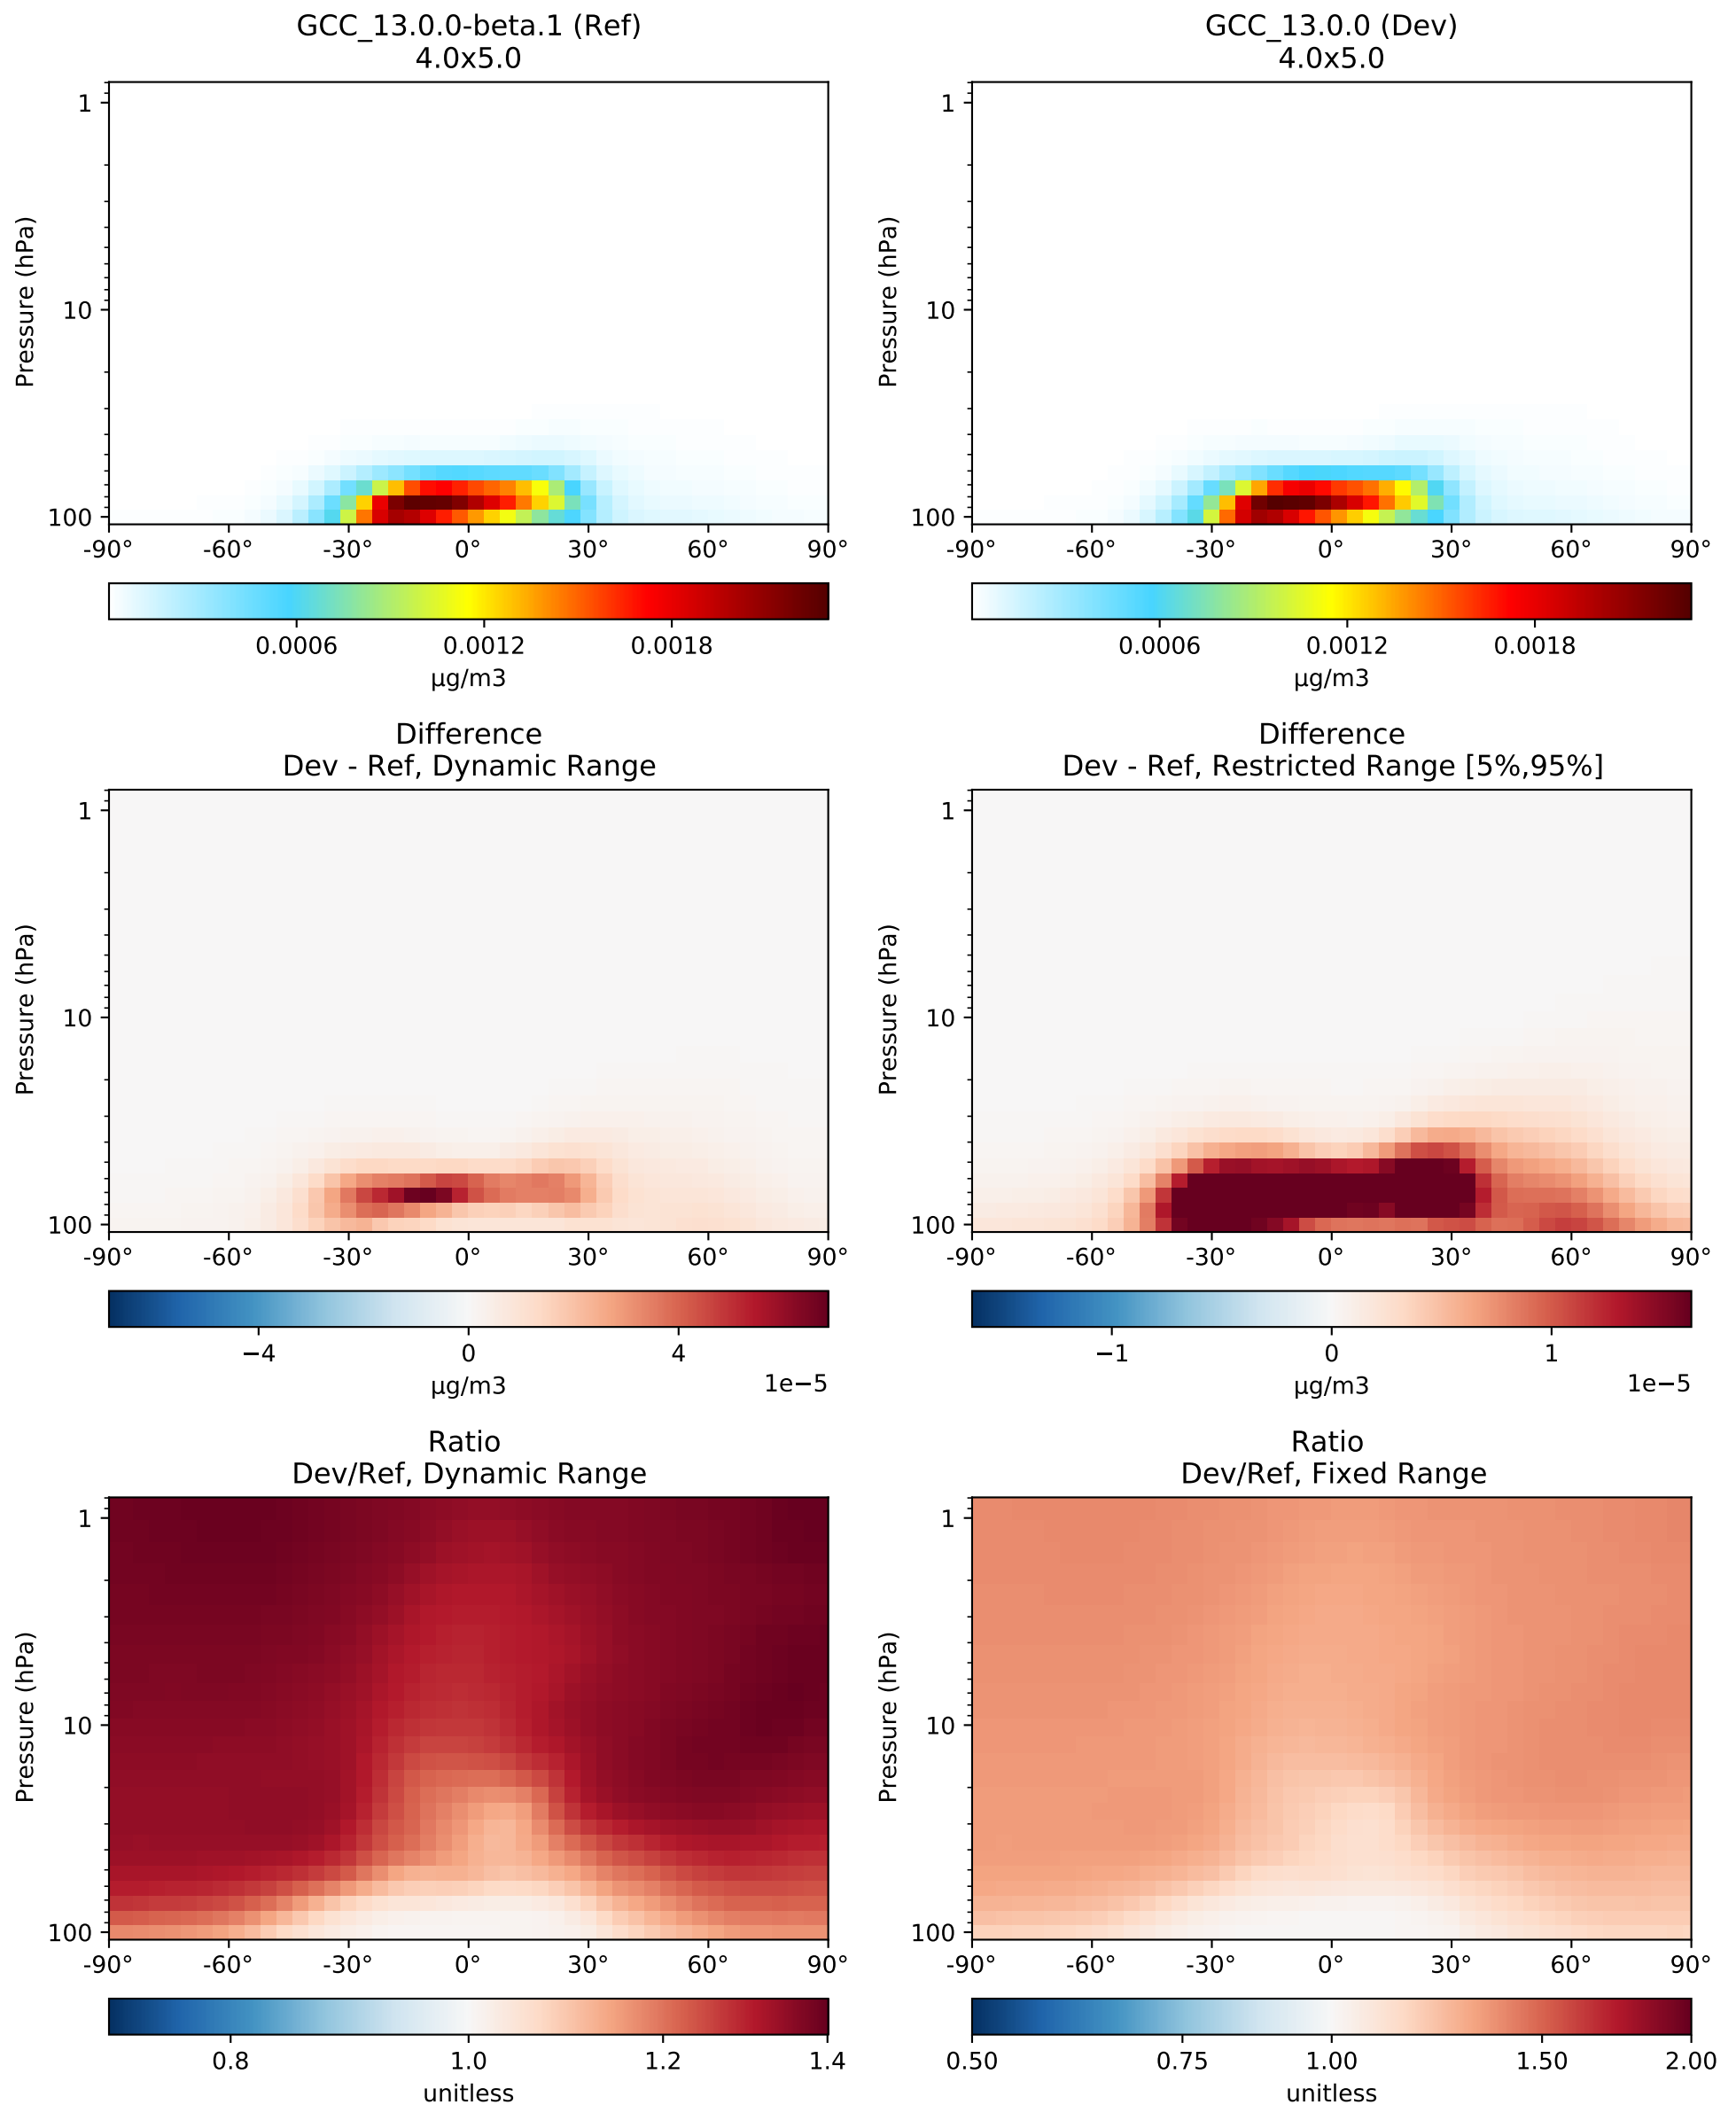 GCC_13.0.0-beta.1 (Ref)
4.0x5.0
1
10
100
Pressure (hPa)
-90° -60° -30° 0° 30° 60° 90°
0.0006 0.0012 0.0018
µg/m3
GCC_13.0.0 (Dev)
4.0x5.0
1
10
100
Pressure (hPa)
-90° -60° -30° 0° 30° 60° 90°
0.0006 0.0012 0.0018
µg/m3
Difference
Dev - Ref, Dynamic Range
1
10
100
Pressure (hPa)
-90° -60° -30° 0° 30° 60° 90°
−4 0 4
µg/m3 1e−5
Difference
Dev - Ref, Restricted Range [5%,95%]
1
10
100
Pressure (hPa)
-90° -60° -30° 0° 30° 60° 90°
−1 0 1
µg/m3 1e−5
Ratio
Dev/Ref, Dynamic Range
1
10
100
Pressure (hPa)
-90° -60° -30° 0° 30° 60° 90°
0.8 1.0 1.2 1.4
unitless
Ratio
Dev/Ref, Fixed Range
1
10
100
Pressure (hPa)
-90° -60° -30° 0° 30° 60° 90°
0.50 0.75 1.00 1.50 2.00
unitless